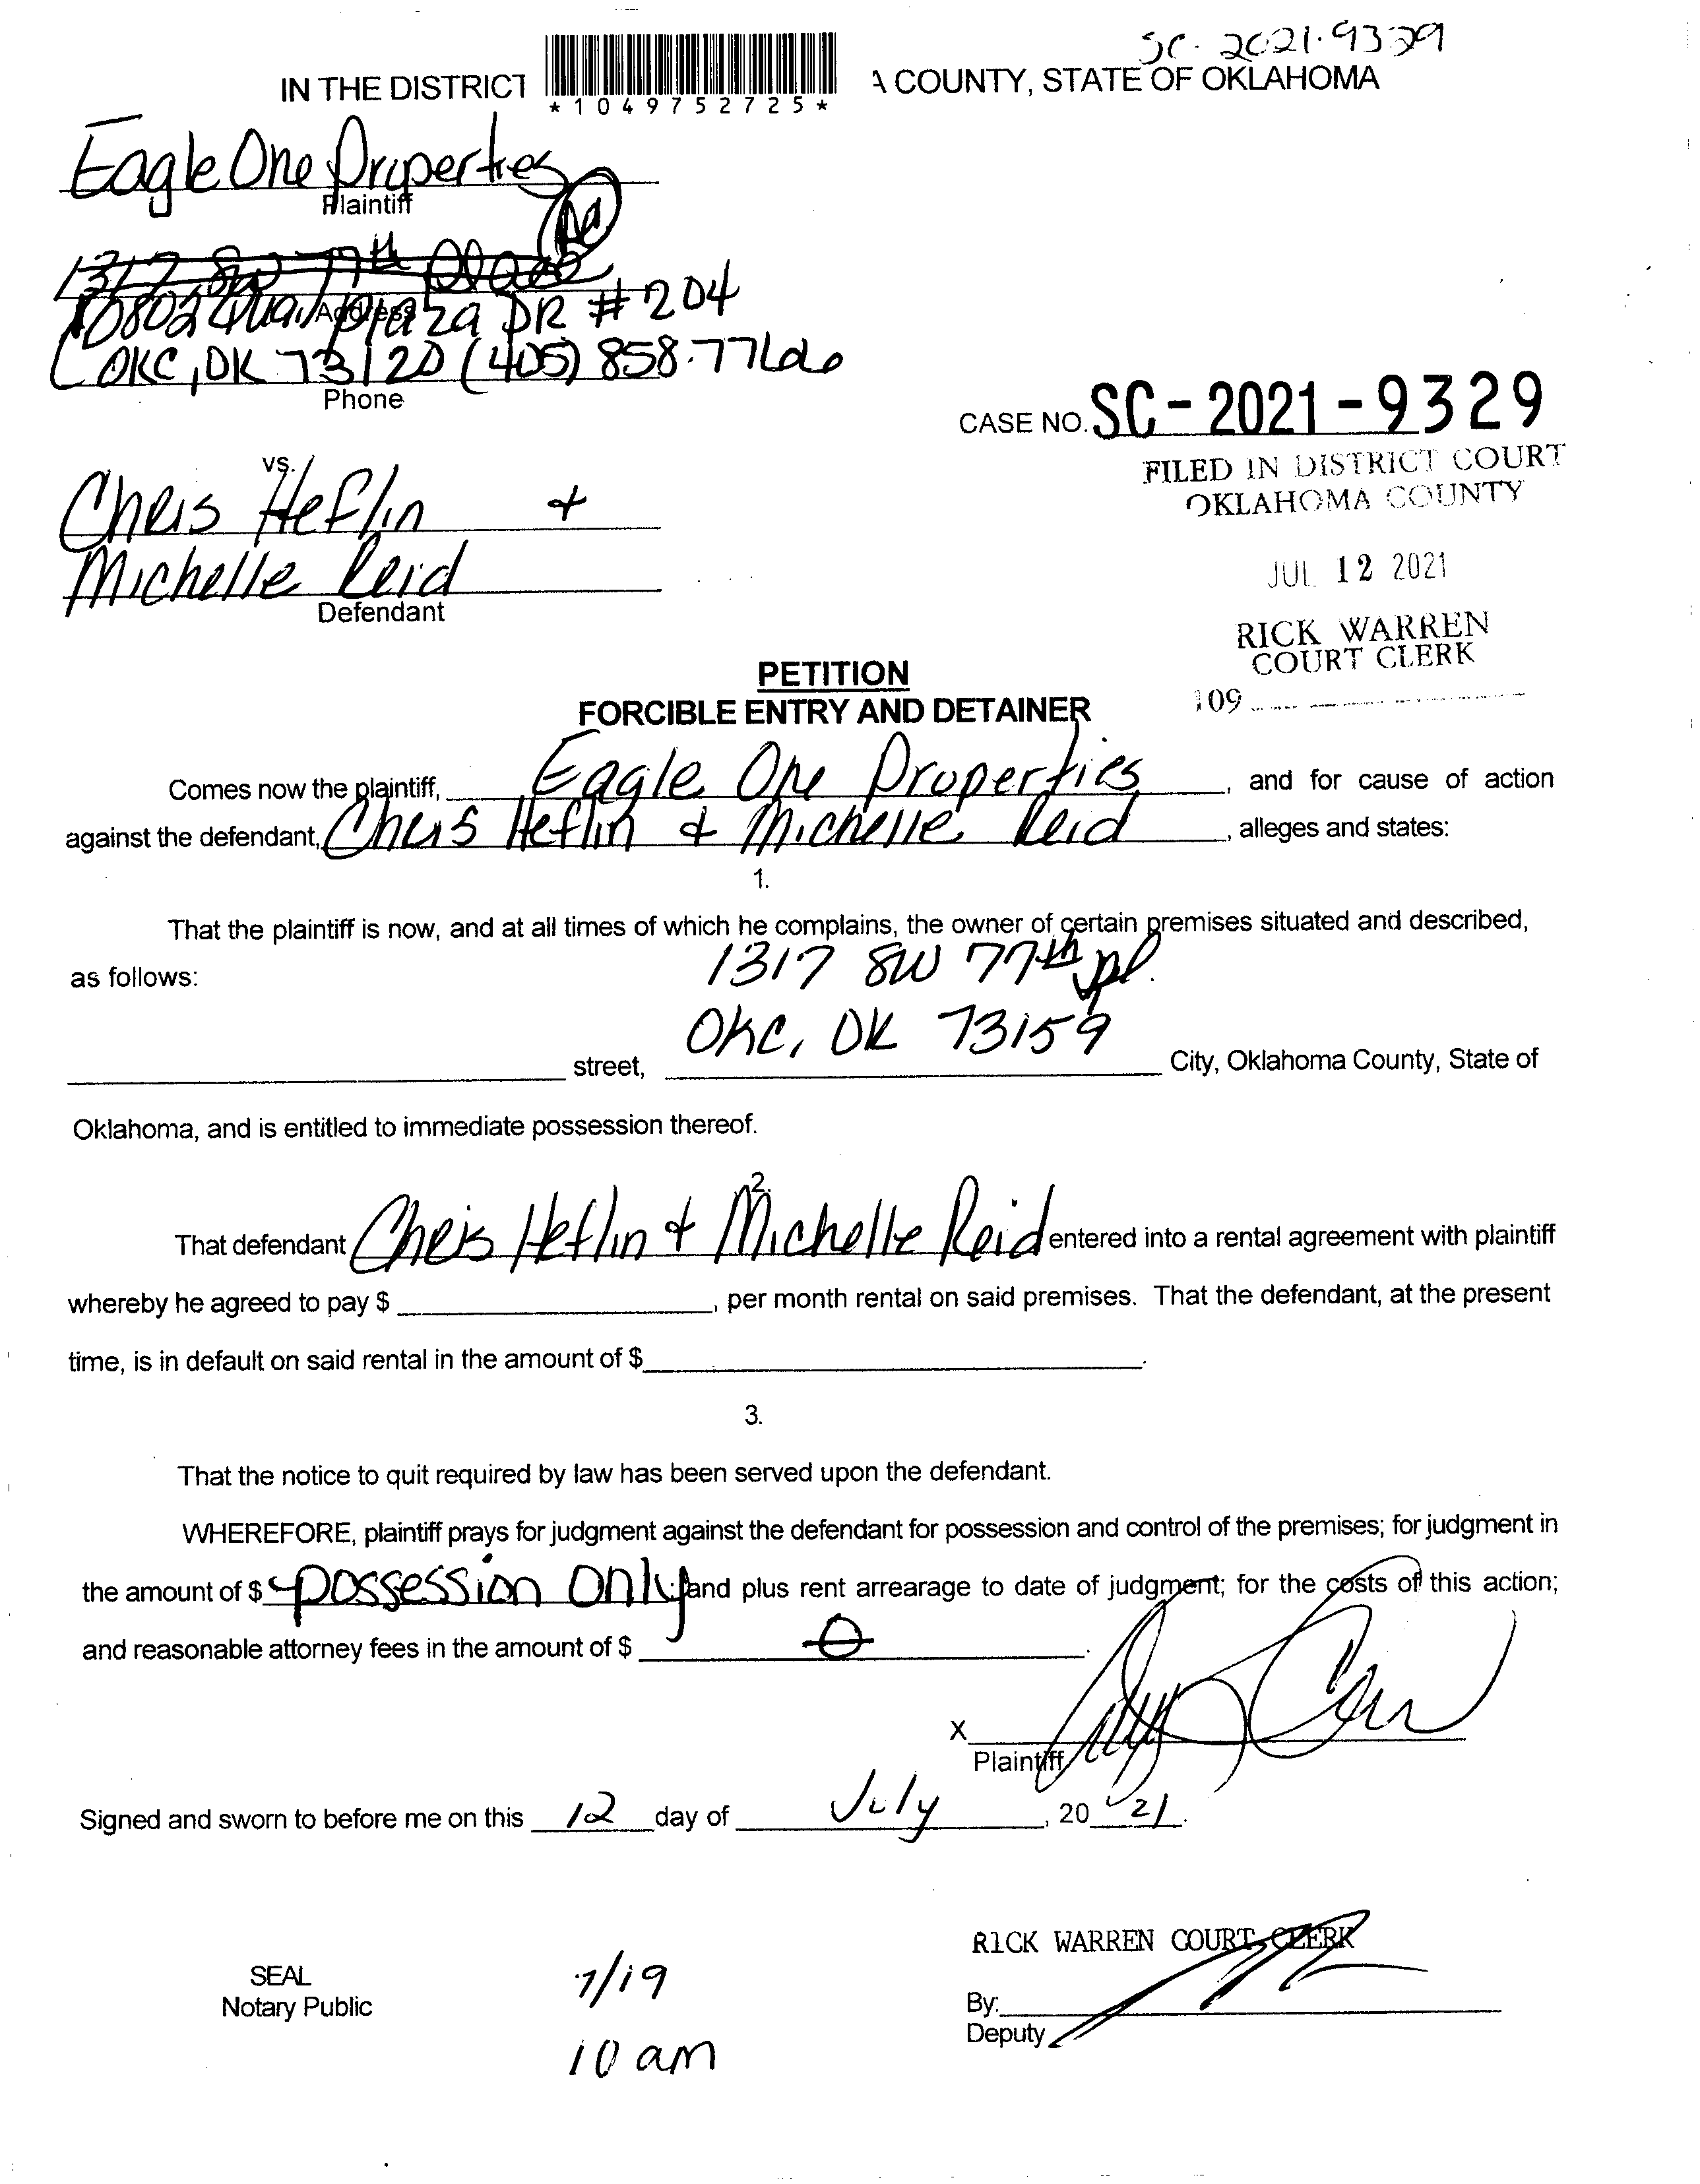 SC-2021-9329
IN THE DISTRICT
A COUNTY, STATE OF OKLAHOMA
*1049752725*
Eagle One Properties
Plaintiff
1317 SW 77th Place
10802 Quail plaza DR #204
Address
OKC, OK 73120 (405) 858-7766
Phone
CASE NO. SC-2021-9329
FILED IN DISTRICT COURT
OKLAHOMA COUNTY
vs.
Chris Heflin &
Michelle Reid
Defendant
JUL 12 2021
RICK WARREN
COURT CLERK
109
PETITION
FORCIBLE ENTRY AND DETAINER
Comes now the plaintiff, Eagle One Properties, and for cause of action
against the defendant, Chris Heflin & Michelle Reid, alleges and states:
1.
That the plaintiff is now, and at all times of which he complains, the owner of certain premises situated and described,
as follows: 1317 SW 77th pl.
OKC, OK 73159
street, City, Oklahoma County, State of
Oklahoma, and is entitled to immediate possession thereof.
2.
That defendant Chris Heflin & Michelle Reid entered into a rental agreement with plaintiff
whereby he agreed to pay $, per month rental on said premises. That the defendant, at the present
time, is in default on said rental in the amount of $.
3.
That the notice to quit required by law has been served upon the defendant.
WHEREFORE, plaintiff prays for judgment against the defendant for possession and control of the premises; for judgment in
the amount of $ possession only and plus rent arrearage to date of judgment; for the costs of this action;
and reasonable attorney fees in the amount of $ 0.
X
Plaintiff
Signed and sworn to before me on this 12 day of July, 20 21.
RICK WARREN COURT CLERK
SEAL
Notary Public
7/19
10 am
By:
Deputy